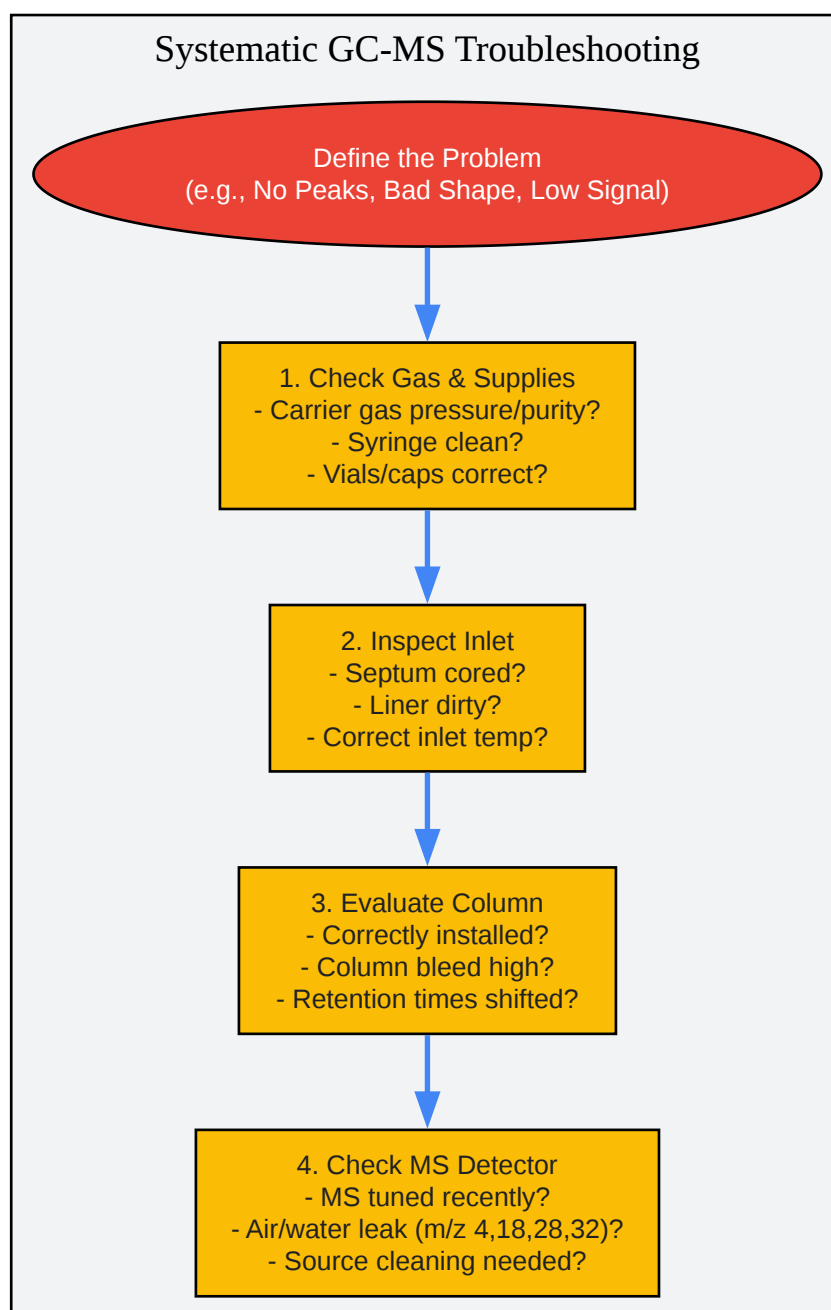 Systematic GC-MS Troubleshooting
Define the Problem
(e.g., No Peaks, Bad Shape, Low Signal)
1. Check Gas & Supplies
- Carrier gas pressure/purity?
- Syringe clean?
- Vials/caps correct?
2. Inspect Inlet
- Septum cored?
- Liner dirty?
- Correct inlet temp?
3. Evaluate Column
- Correctly installed?
- Column bleed high?
- Retention times shifted?
4. Check MS Detector
- MS tuned recently?
- Air/water leak (m/z 4,18,28,32)?
- Source cleaning needed?